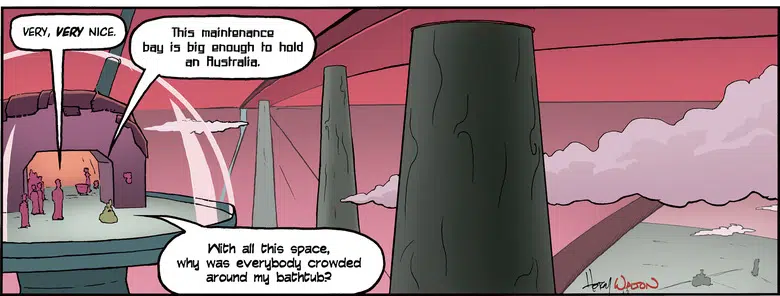 VERY, VERY NICE.
This maintenance
bay is big enough to hold
an Australia.
With all this space,
why was everybody crowded
around my bathtub?